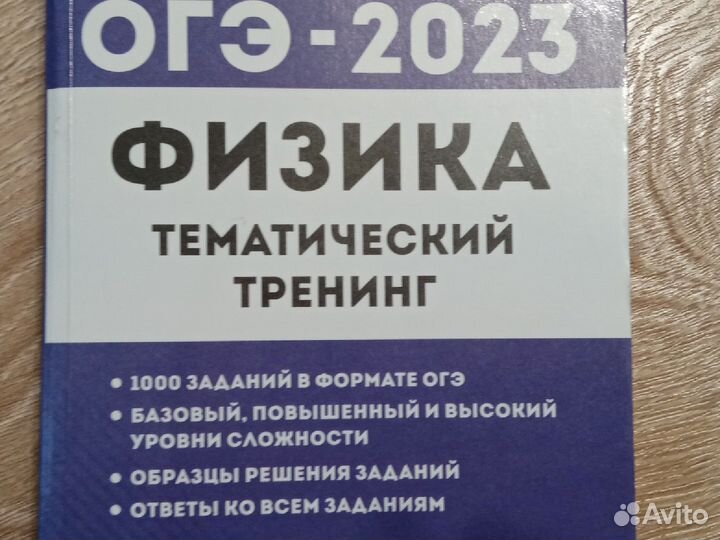 ОГЭ - 2023
ФИЗИКА
ТЕМАТИЧЕСКИЙ
ТРЕНИНГ
• 1000 ЗАДАНИЙ В ФОРМАТЕ ОГЭ
• БАЗОВЫЙ, ПОВЫШЕННЫЙ И ВЫСОКИЙ
УРОВНИ СЛОЖНОСТИ
• ОБРАЗЦЫ РЕШЕНИЯ ЗАДАНИЙ
• ОТВЕТЫ КО ВСЕМ ЗАДАНИЯМ
Avito